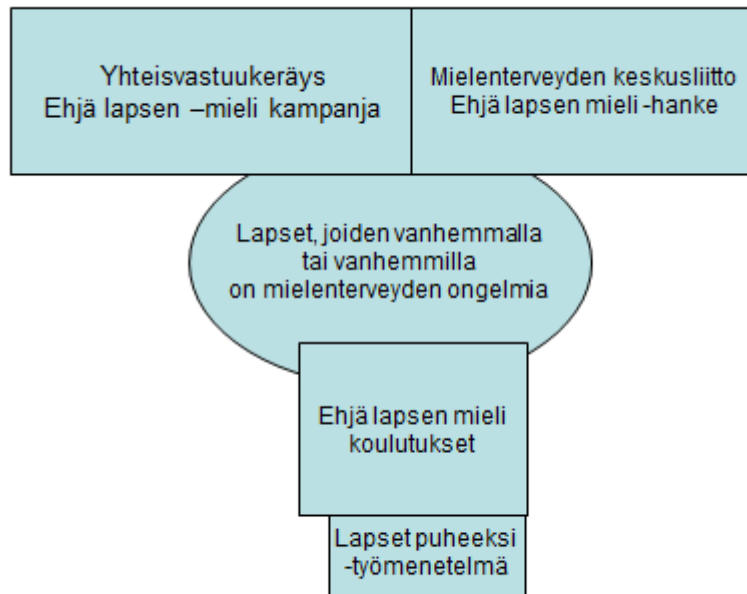 Yhteisvastuukeräys
Ehjä lapsen –mieli kampanja
Mielenterveyden keskusliitto
Ehjä lapsen mieli -hanke
Lapset, joiden vanhemmalla
tai vanhemmilla
on mielenterveyden ongelmia
Ehjä lapsen mieli
koulutukset
Lapset puheeksi
-työmenetelmä